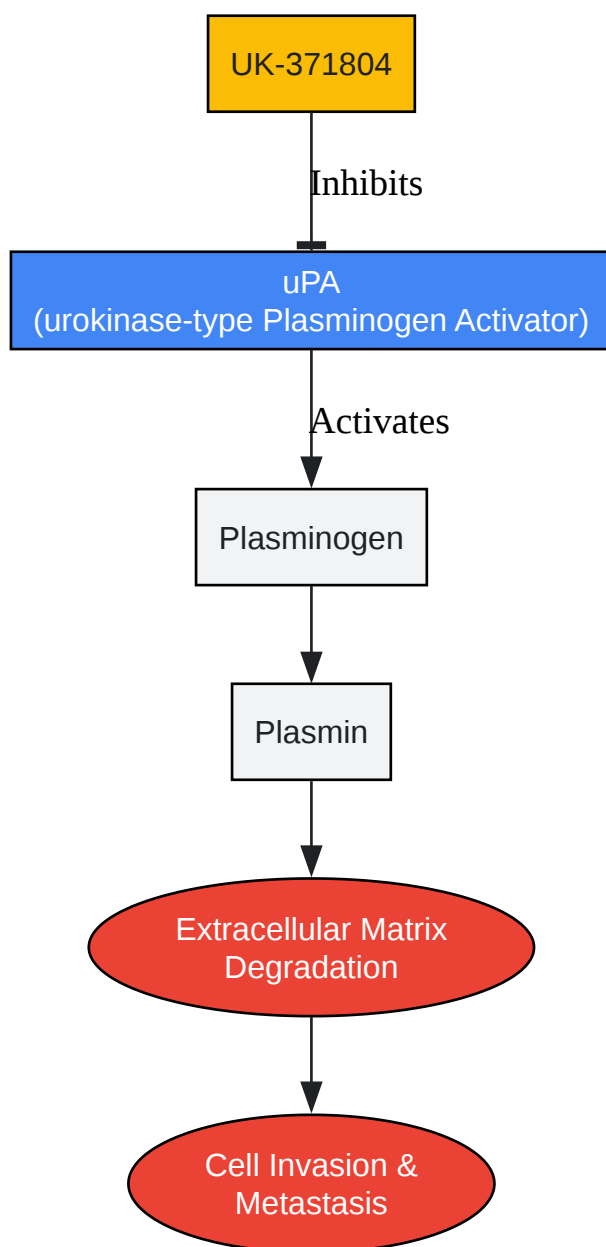 UK-371804
Inhibits
uPA
(urokinase-type Plasminogen Activator)
Activates
Plasminogen
Plasmin
Extracellular Matrix
Degradation
Cell Invasion &
Metastasis